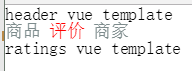 header vue template
商品 评价 商家
ratings vue template